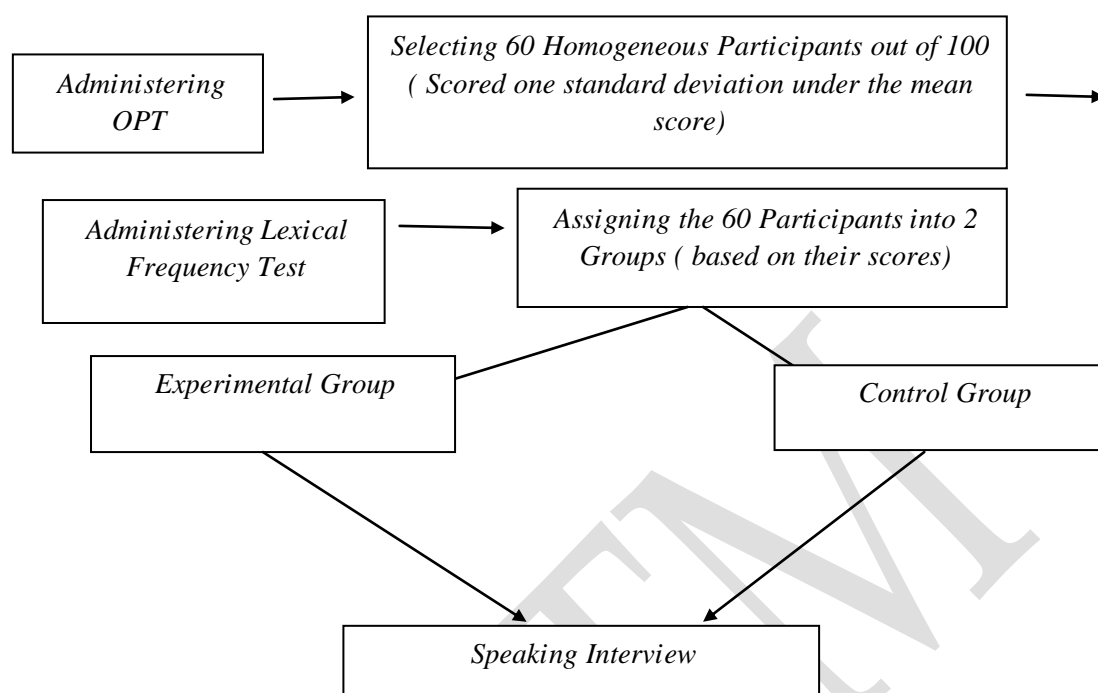 Administering
OPT
Selecting 60 Homogeneous Participants out of 100
( Scored one standard deviation under the mean
score)
Administering Lexical
Frequency Test
Assigning the 60 Participants into 2
Groups ( based on their scores)
Experimental Group
Control Group
Speaking Interview